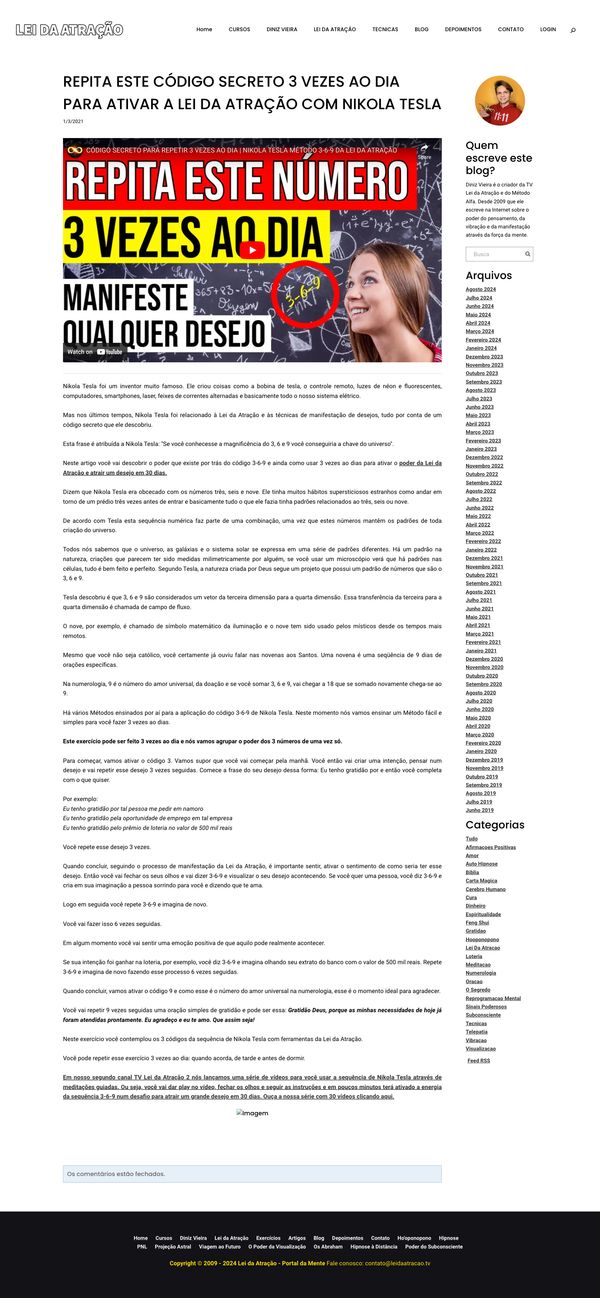 LEI DA ATRAÇÃO
Home CURSOS DINIZ VIEIRA LEI DA ATRAÇÃO TECNICAS BLOG DEPOIMENTOS CONTATO LOGIN
REPITA ESTE CÓDIGO SECRETO 3 VEZES AO DIA
PARA ATIVAR A LEI DA ATRAÇÃO COM NIKOLA TESLA
1/3/2021
CÓDIGO SECRETO PARA REPETIR 3 VEZES AO DIA | NIKOLA TESLA MÉTODO 3-6-9 DA LEI DA ATRAÇÃO
Share
REPITA ESTE NÚMERO
3 VEZES AO DIA
MANIFESTE
QUALQUER DESEJO
3-6-9
Watch on YouTube
Nikola Tesla foi um inventor muito famoso. Ele criou coisas como a bobina de tesla, o controle remoto, luzes de néon e fluorescentes,
computadores, smartphones, laser, feixes de correntes alternadas e basicamente todo o nosso sistema elétrico.
Mas nos últimos tempos, Nikola Tesla foi relacionado à Lei da Atração e às técnicas de manifestação de desejos, tudo por conta de um
código secreto que ele descobriu.
Esta frase é atribuída a Nikola Tesla: "Se você conhecesse a magnificência do 3, 6 e 9 você conseguiria a chave do universo".
Neste artigo você vai descobrir o poder que existe por trás do código 3-6-9 e ainda como usar 3 vezes ao dias para ativar o poder da Lei da
Atração e atrair um desejo em 30 dias.
Dizem que Nikola Tesla era obcecado com os números três, seis e nove. Ele tinha muitos hábitos supersticiosos estranhos como andar em
torno de um prédio três vezes antes de entrar e basicamente tudo o que ele fazia tinha padrões relacionados ao três, seis ou nove.
De acordo com Tesla esta sequência numérica faz parte de uma combinação, uma vez que estes números mantém os padrões de toda
criação do universo.
Todos nós sabemos que o universo, as galáxias e o sistema solar se expressa em uma série de padrões diferentes. Há um padrão na
natureza, criações que parecem ter sido medidas milimetricamente por alguém, se você usar um microscópio verá que há padrões nas
células, tudo é bem feito e perfeito. Segundo Tesla, a natureza criada por Deus segue um projeto que possui um padrão de números que são o
3, 6 e 9.
Tesla descobriu é que 3, 6 e 9 são considerados um vetor da terceira dimensão para a quarta dimensão. Essa transferência da terceira para a
quarta dimensão é chamada de campo de fluxo.
O nove, por exemplo, é chamado de símbolo matemático da iluminação e o nove tem sido usado pelos místicos desde os tempos mais
remotos.
Mesmo que você não seja católico, você certamente já ouviu falar nas novenas aos Santos. Uma novena é uma seqüência de 9 dias de
orações específicas.
Na numerologia, 9 é o número do amor universal, da doação e se você somar 3, 6 e 9, vai chegar a 18 que se somado novamente chega-se ao
9.
Há vários Métodos ensinados por aí para a aplicação do código 3-6-9 de Nikola Tesla. Neste momento nós vamos ensinar um Método fácil e
simples para você fazer 3 vezes ao dias.
Este exercício pode ser feito 3 vezes ao dia e nós vamos agrupar o poder dos 3 números de uma vez só.
Para começar, vamos ativar o código 3. Vamos supor que você vai começar pela manhã. Você então vai criar uma intenção, pensar num
desejo e vai repetir esse desejo 3 vezes seguidas. Comece a frase do seu desejo dessa forma: Eu tenho gratidão por e então você completa
com o que quiser.
Por exemplo:
Eu tenho gratidão por tal pessoa me pedir em namoro
Eu tenho gratidão pela oportunidade de emprego em tal empresa
Eu tenho gratidão pelo prêmio de loteria no valor de 500 mil reais
Você repete esse desejo 3 vezes.
Quando concluir, seguindo o processo de manifestação da Lei da Atração, é importante sentir, ativar o sentimento de como seria ter esse
desejo. Então você vai fechar os seus olhos e vai dizer 3-6-9 e visualizar o seu desejo acontecendo. Se você quer uma pessoa, você diz 3-6-9 e
cria em sua imaginação a pessoa sorrindo para você e dizendo que te ama.
Logo em seguida você repete 3-6-9 e imagina de novo.
Você vai fazer isso 6 vezes seguidas.
Em algum momento você vai sentir uma emoção positiva de que aquilo pode realmente acontecer.
Se sua intenção foi ganhar na loteria, por exemplo, você diz 3-6-9 e imagina olhando seu extrato do banco com o valor de 500 mil reais. Repete
3-6-9 e imagina de novo fazendo esse processo 6 vezes seguidas.
Quando concluir, vamos ativar o código 9 e como esse é o número do amor universal na numerologia, esse é o momento ideal para agradecer.
Você vai repetir 9 vezes seguidas uma oração simples de gratidão e pode ser essa: Gratidão Deus, porque as minhas necessidades de hoje já
foram atendidas prontamente. Eu agradeço e eu te amo. Que assim seja!
Neste exercício você contemplou os 3 códigos da sequência de Nikola Tesla com ferramentas da Lei da Atração.
Você pode repetir esse exercício 3 vezes ao dia: quando acorda, de tarde e antes de dormir.
Em nosso segundo canal TV Lei da Atração 2 nós lançamos uma série de vídeos para você usar a sequência de Nikola Tesla através de
meditações guiadas. Ou seja, você vai dar play no vídeo, fechar os olhos e seguir as instruções e em poucos minutos terá ativado a energia
da sequência 3-6-9 num desafio para atrair um grande desejo em 30 dias. Ouça a nossa série com 30 vídeos clicando aqui.
Imagem
Os comentários estão fechados.
11:11
Quem
escreve este
blog?
Diniz Vieira é o criador da TV
Lei da Atração e do Método
Alfa. Desde 2009 que ele
escreve na Internet sobre o
poder do pensamento, da
vibração e da manifestação
através da força da mente.
Busca
Arquivos
Agosto 2024
Julho 2024
Junho 2024
Maio 2024
Abril 2024
Março 2024
Fevereiro 2024
Janeiro 2024
Dezembro 2023
Novembro 2023
Outubro 2023
Setembro 2023
Agosto 2023
Julho 2023
Junho 2023
Maio 2023
Abril 2023
Março 2023
Fevereiro 2023
Janeiro 2023
Dezembro 2022
Novembro 2022
Outubro 2022
Setembro 2022
Agosto 2022
Julho 2022
Junho 2022
Maio 2022
Abril 2022
Março 2022
Fevereiro 2022
Janeiro 2022
Dezembro 2021
Novembro 2021
Outubro 2021
Setembro 2021
Agosto 2021
Julho 2021
Junho 2021
Maio 2021
Abril 2021
Março 2021
Fevereiro 2021
Janeiro 2021
Dezembro 2020
Novembro 2020
Outubro 2020
Setembro 2020
Agosto 2020
Julho 2020
Junho 2020
Maio 2020
Abril 2020
Março 2020
Fevereiro 2020
Janeiro 2020
Dezembro 2019
Novembro 2019
Outubro 2019
Setembro 2019
Agosto 2019
Julho 2019
Junho 2019
Categorias
Tudo
Afirmacoes Positivas
Amor
Auto Hipnose
Bíblia
Carta Magica
Cerebro Humano
Cura
Dinheiro
Espiritualidade
Feng Shui
Gratidao
Hooponopono
Lei Da Atracao
Loteria
Meditacao
Numerologia
Oracao
O Segredo
Reprogramacao Mental
Sinais Poderosos
Subconsciente
Tecnicas
Telepatia
Vibracao
Visualizacao
Feed RSS
Home Cursos Diniz Vieira Lei da Atração Exercícios Artigos Blog Depoimentos Contato Ho'oponopono Hipnose
PNL Projeção Astral Viagem ao Futuro O Poder da Visualização Os Abraham Hipnose à Distância Poder do Subconsciente
Copyright © 2009 - 2024 Lei da Atração - Portal da Mente Fale conosco: contato@leidaatracao.tv